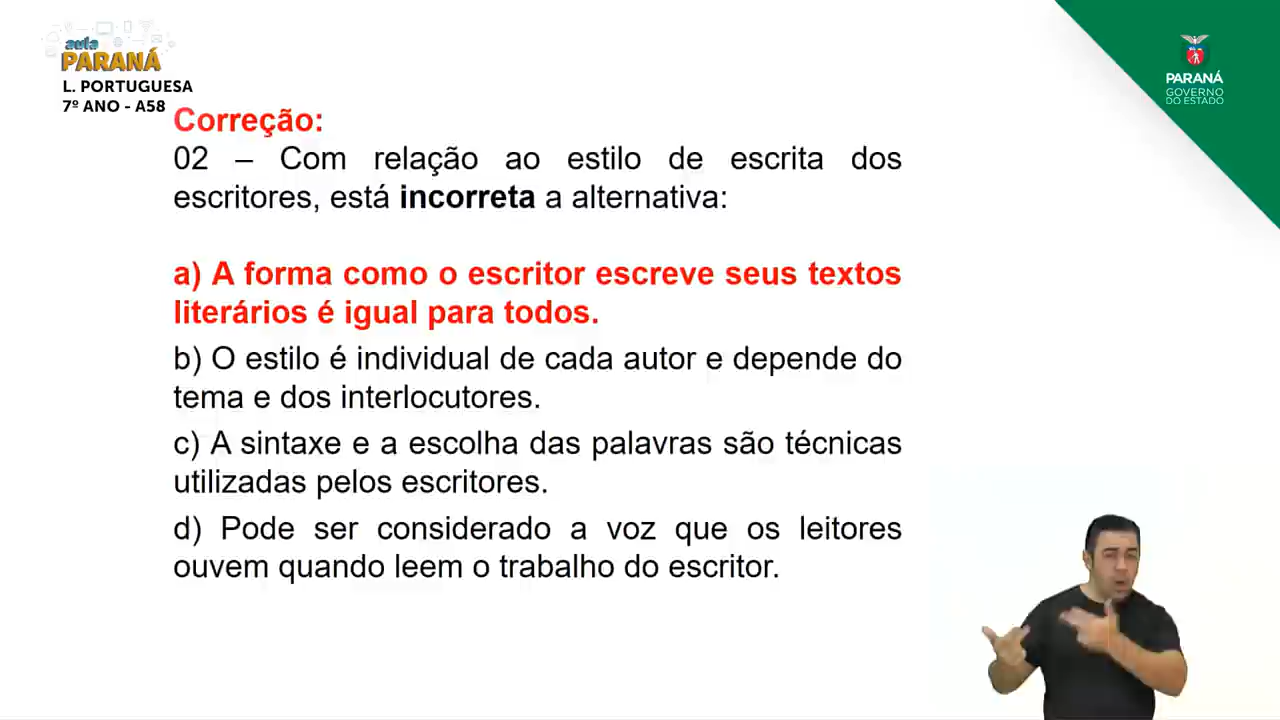 aula
PARANÁ
L. PORTUGUESA
7º ANO - A58
PARANÁ
GOVERNO
DO ESTADO
Correção:
02 – Com relação ao estilo de escrita dos
escritores, está incorreta a alternativa:
a) A forma como o escritor escreve seus textos
literários é igual para todos.
b) O estilo é individual de cada autor e depende do
tema e dos interlocutores.
c) A sintaxe e a escolha das palavras são técnicas
utilizadas pelos escritores.
d) Pode ser considerado a voz que os leitores
ouvem quando leem o trabalho do escritor.